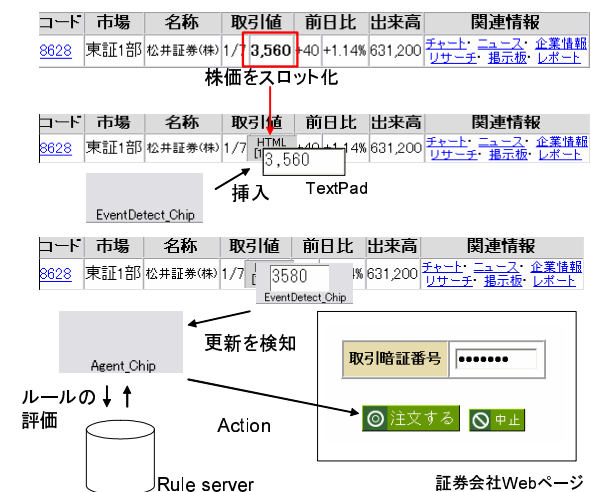 コード 市場 名称 取引値 前日比 出来高 関連情報
8628 東証1部 松井証券(株) 1/7 3,560 +40 +1.14% 631,200 チャート・ ニュース・ 企業情報
リサーチ・ 掲示板・ レポート
株価をスロット化
コード 市場 名称 取引値 前日比 出来高 関連情報
8628 東証1部 松井証券(株) 1/7 HTML +40 +1.14% 631,200 チャート・ ニュース・ 企業情報
リサーチ・ 掲示板・ レポート
3,560
挿入 TextPad
EventDetect_Chip
コード 市場 名称 取引値 前日比 出来高 関連情報
8628 東証1部 松井証券(株) 1/7 3580 4% 631,200 チャート・ ニュース・ 企業情報
リサーチ・ 掲示板・ レポート
EventDetect_Chip
更新を検知
Agent_Chip
取引暗証番号 •••••••
ルールの
評価
Action
注文する 中止
Rule server
証券会社Webページ